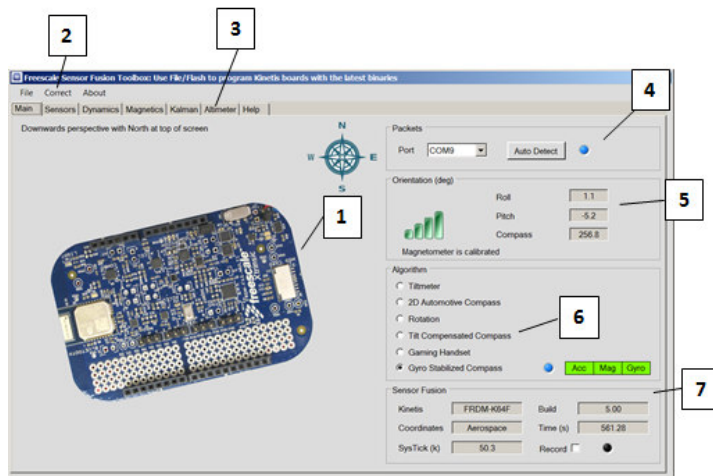 3
2
Freescale Sensor Fusion Toolbox: Use File/Flash to program Kinetis boards with the latest binaries
File Correct About
Main Sensors Dynamics Magnetics Kalman Altimeter Help
4
Downwards perspective with North at top of screen
N
W E
S
Packets
Port COM9 Auto Detect
Orientation (deg)
Roll 1.1
Pitch -5.2
Compass 256.8
Magnetometer is calibrated
5
1
freescale
Algorithm
Tiltmeter
2D Automotive Compass
Rotation
Tilt Compensated Compass
Gaming Handset
Gyro Stabilized Compass Acc Mag Gyro
6
Sensor Fusion
7
Kinetis FRDM-K64F Build 5.00
Coordinates Aerospace Time (s) 561.28
SysTick (k) 50.3 Record